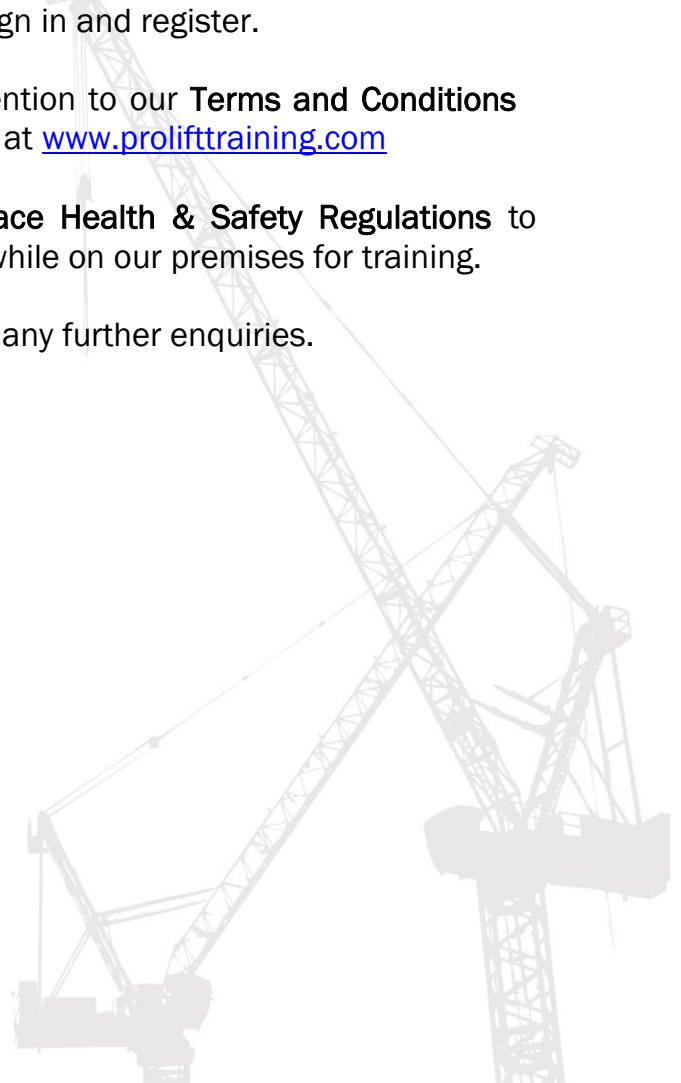 gn in and register.
ention to our Terms and Conditions
at www.prolifttraining.com
ace Health & Safety Regulations to
while on our premises for training.
any further enquiries.